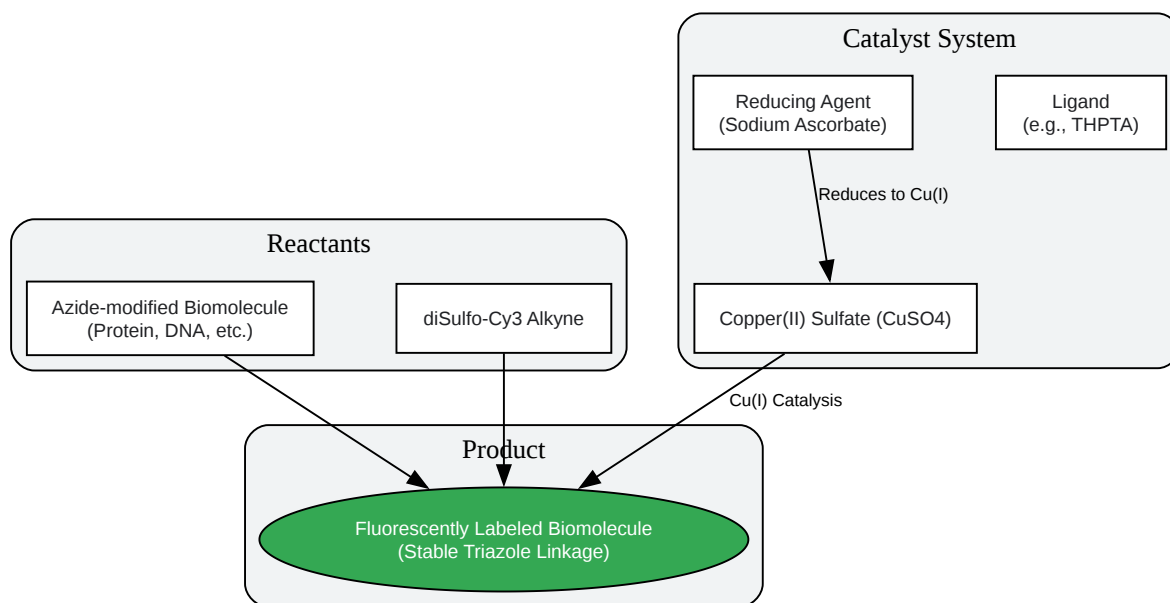 Catalyst System
Reducing Agent
(Sodium Ascorbate)
Ligand
(e.g., THPTA)
Reduces to Cu(I)
Reactants
Azide-modified Biomolecule
(Protein, DNA, etc.)
diSulfo-Cy3 Alkyne
Copper(II) Sulfate (CuSO4)
Cu(I) Catalysis
Product
Fluorescently Labeled Biomolecule
(Stable Triazole Linkage)